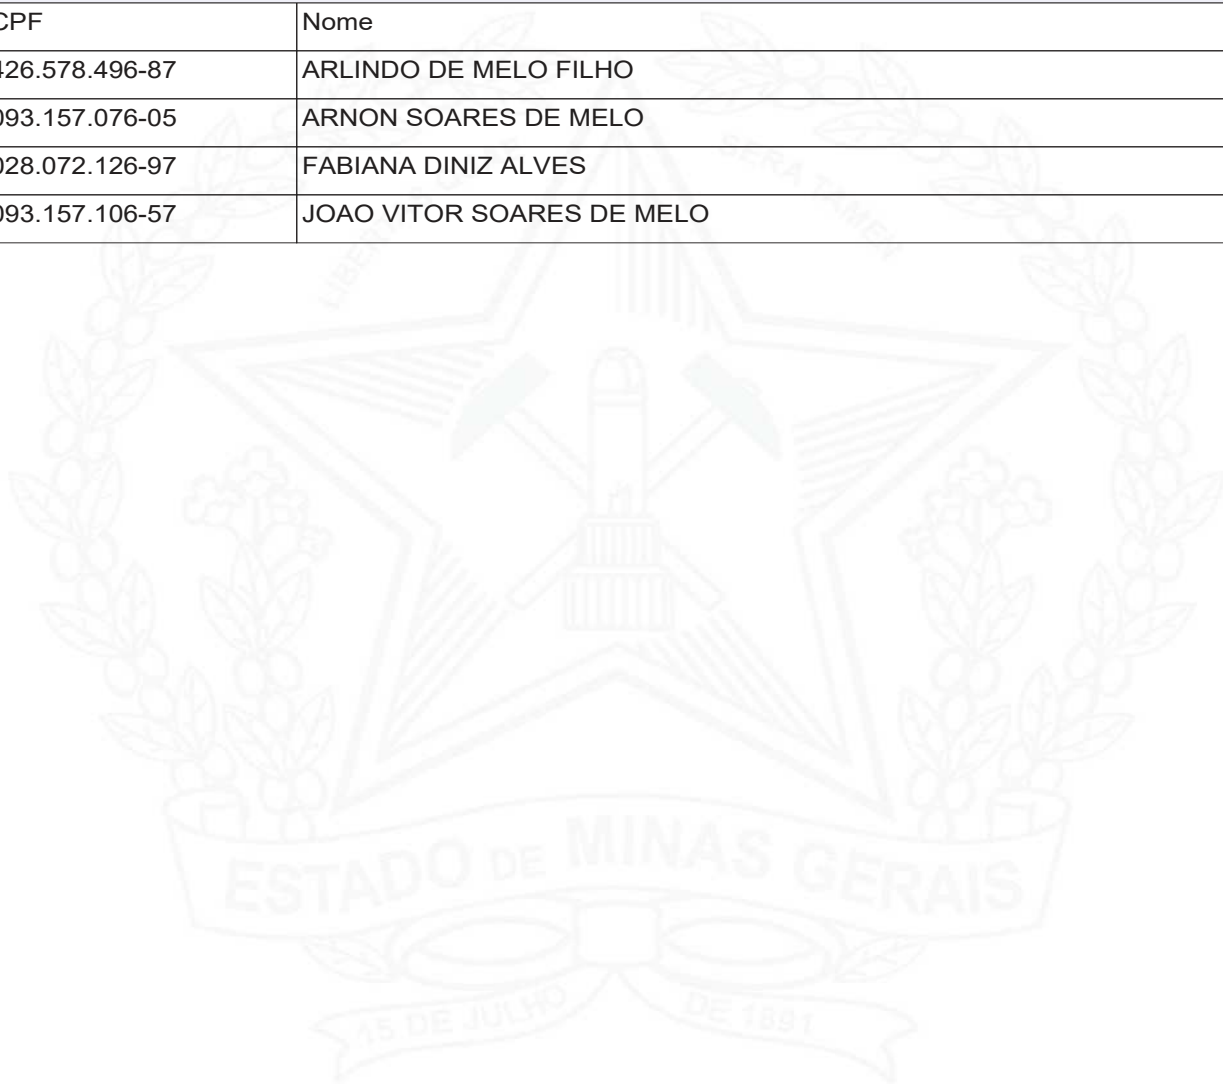 CPF Nome
426.578.496-87 ARLINDO DE MELO FILHO
093.157.076-05 ARNON SOARES DE MELO
028.072.126-97 FABIANA DINIZ ALVES
093.157.106-57 JOAO VITOR SOARES DE MELO
SERA TAMEN
ESTADO DE MINAS GERAIS
15 DE JULHO DE 1891